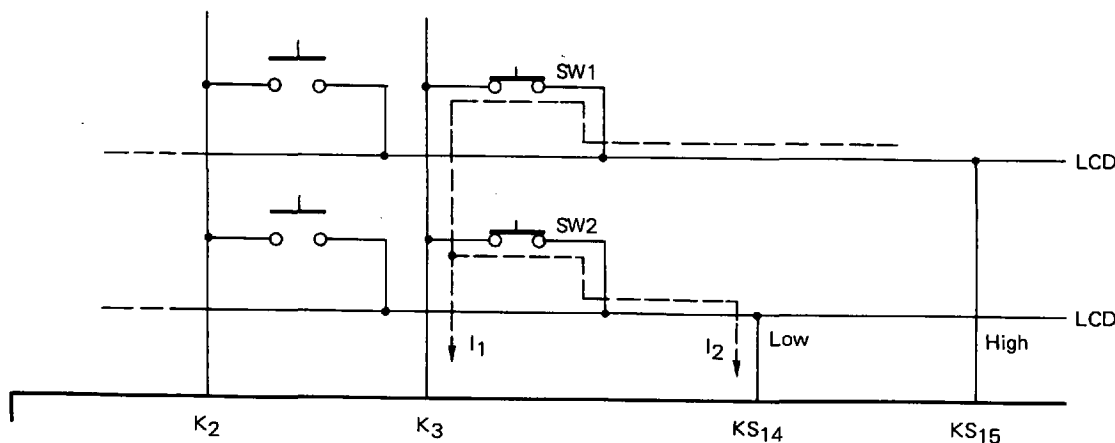 SW1
LCD
SW2
LCD
I1
I2
Low
High
K2
K3
KS14
KS15